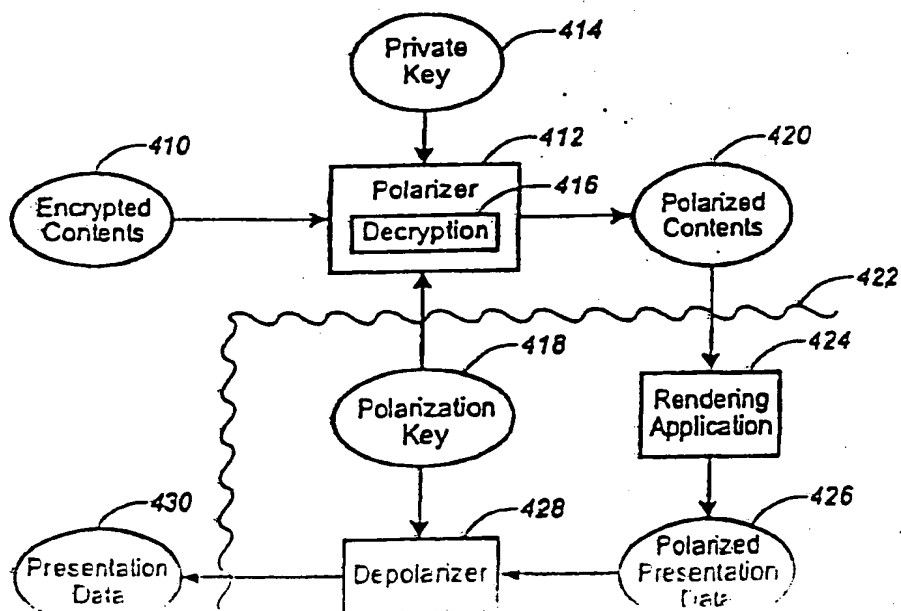 Private
Key
414
410
412
420
Encrypted
Contents
Polarizer
416
Decryption
Polarized
Contents
422
418
424
Polarization
Key
Rendering
Application
430
428
426
Presentation
Data
Depolarizer
Polarized
Presentation
Data